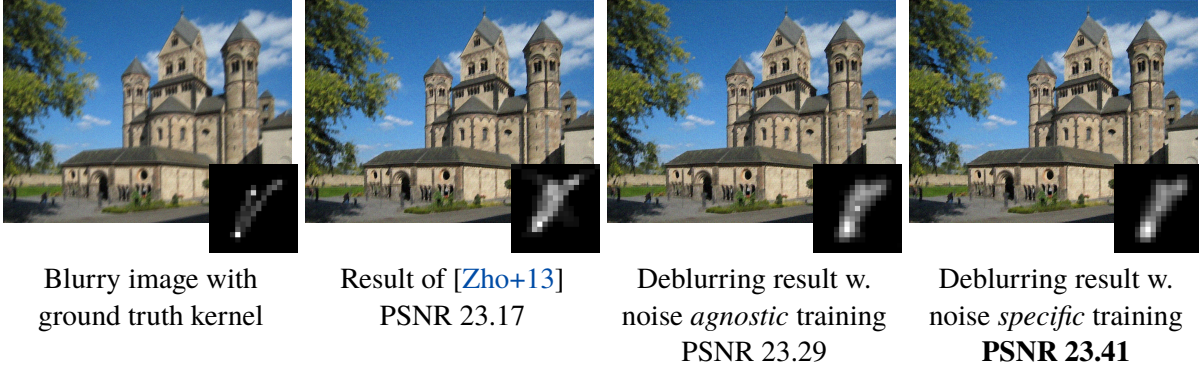 Blurry image with
ground truth kernel
Result of [Zho+13]
PSNR 23.17
Deblurring result w.
noise agnostic training
PSNR 23.29
Deblurring result w.
noise specific training
PSNR 23.41